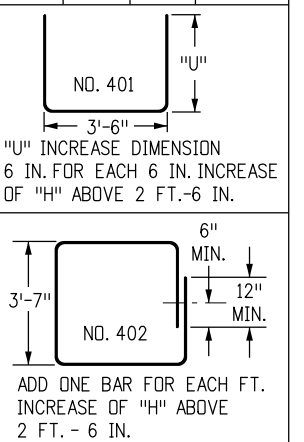 "U"
NO. 401
3'-6"
"U" INCREASE DIMENSION
6 IN. FOR EACH 6 IN. INCREASE
OF "H" ABOVE 2 FT.-6 IN.
6"
MIN.
3'-7"
12"
MIN.
NO. 402
ADD ONE BAR FOR EACH FT.
INCREASE OF "H" ABOVE
2 FT. - 6 IN.